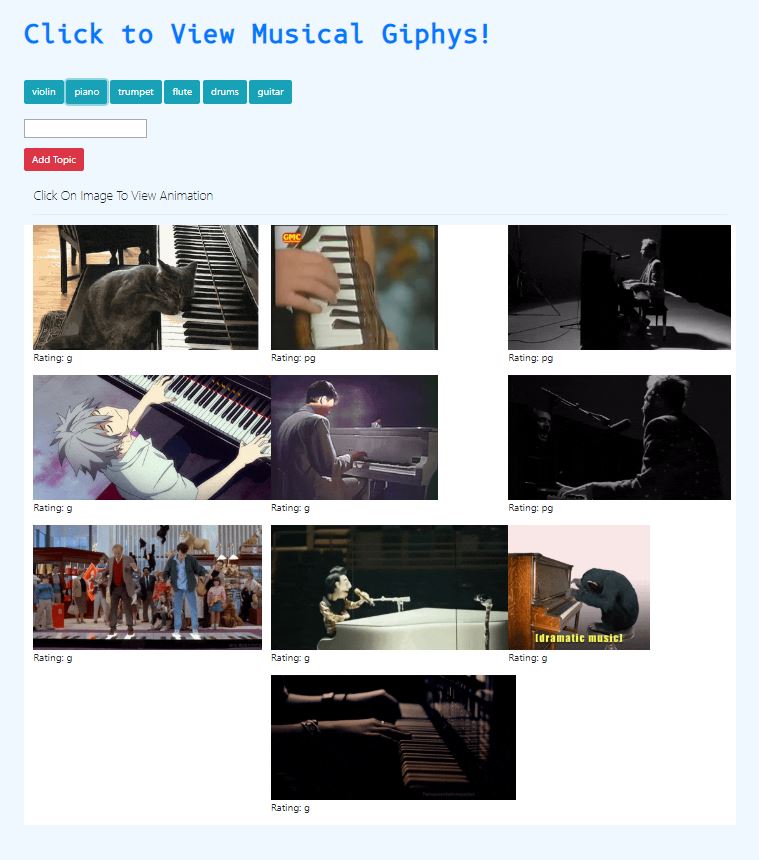 Click to View Musical Giphys!
violin piano trumpet flute drums guitar
Add Topic
Click On Image To View Animation
GMC
Rating: g
Rating: pg
Rating: pg
Rating: g
Rating: g
Rating: pg
[dramatic music]
Rating: g
Rating: g
Rating: g
Rating: g